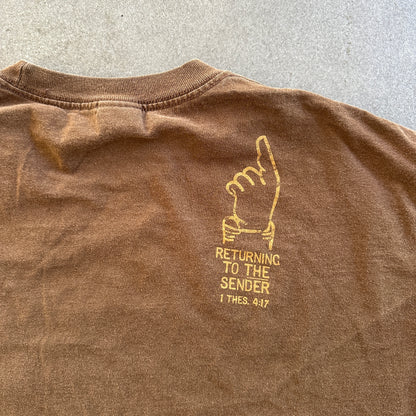 RETURNING
TO THE
SENDER
1 THES. 4:17